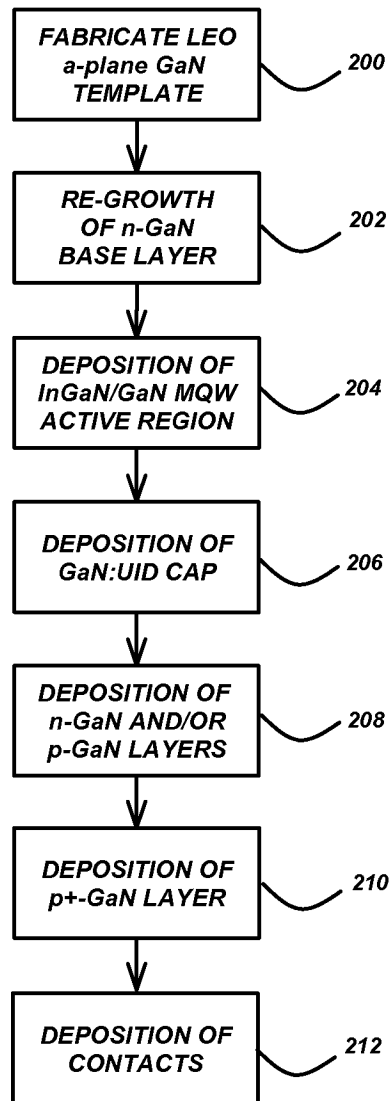 FABRICATE LEO
a-plane GaN
TEMPLATE
200
RE-GROWTH
OF n-GaN
BASE LAYER
202
DEPOSITION OF
InGaN/GaN MQW
ACTIVE REGION
204
DEPOSITION OF
GaN:UID CAP
206
DEPOSITION OF
n-GaN AND/OR
p-GaN LAYERS
208
DEPOSITION OF
p+-GaN LAYER
210
DEPOSITION OF
CONTACTS
212